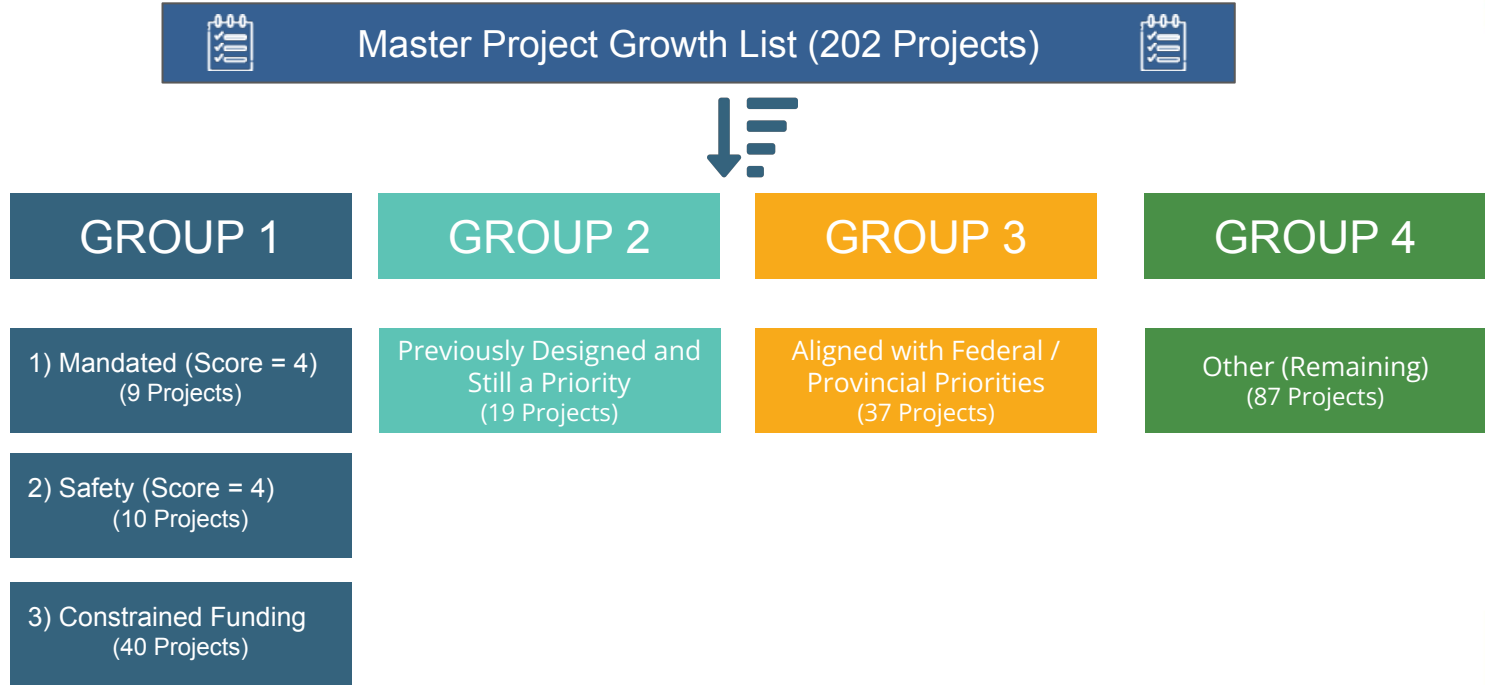 Master Project Growth List (202 Projects)
GROUP 1
GROUP 2
GROUP 3
GROUP 4
1) Mandated (Score = 4)
(9 Projects)
2) Safety (Score = 4)
(10 Projects)
3) Constrained Funding
(40 Projects)
Previously Designed and
Still a Priority
(19 Projects)
Aligned with Federal /
Provincial Priorities
(37 Projects)
Other (Remaining)
(87 Projects)